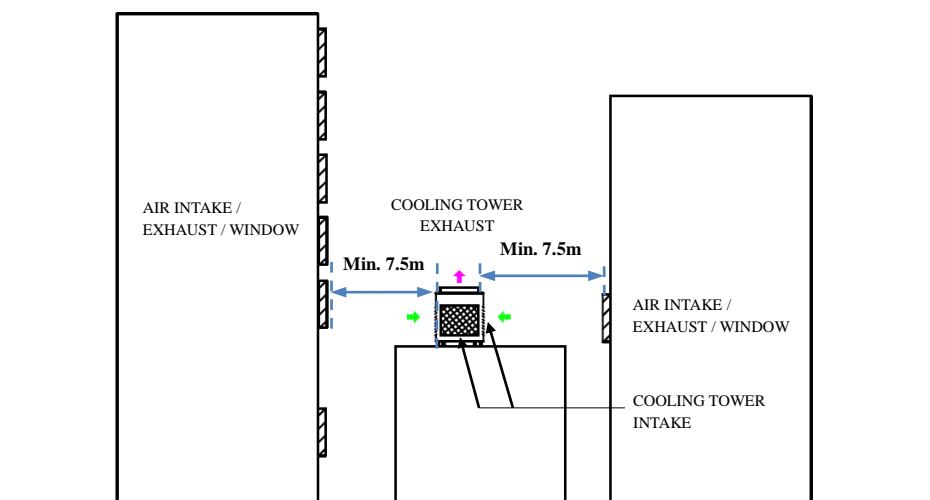 AIR INTAKE /
EXHAUST / WINDOW
COOLING TOWER
EXHAUST
Min. 7.5m
Min. 7.5m
AIR INTAKE /
EXHAUST / WINDOW
COOLING TOWER
INTAKE